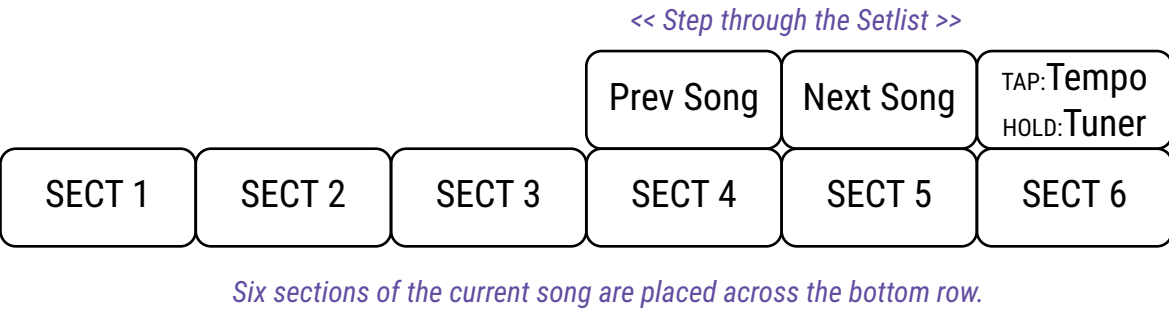 << Step through the Setlist >>
Prev Song
Next Song
TAP:Tempo
HOLD:Tuner
SECT 1
SECT 2
SECT 3
SECT 4
SECT 5
SECT 6
Six sections of the current song are placed across the bottom row.